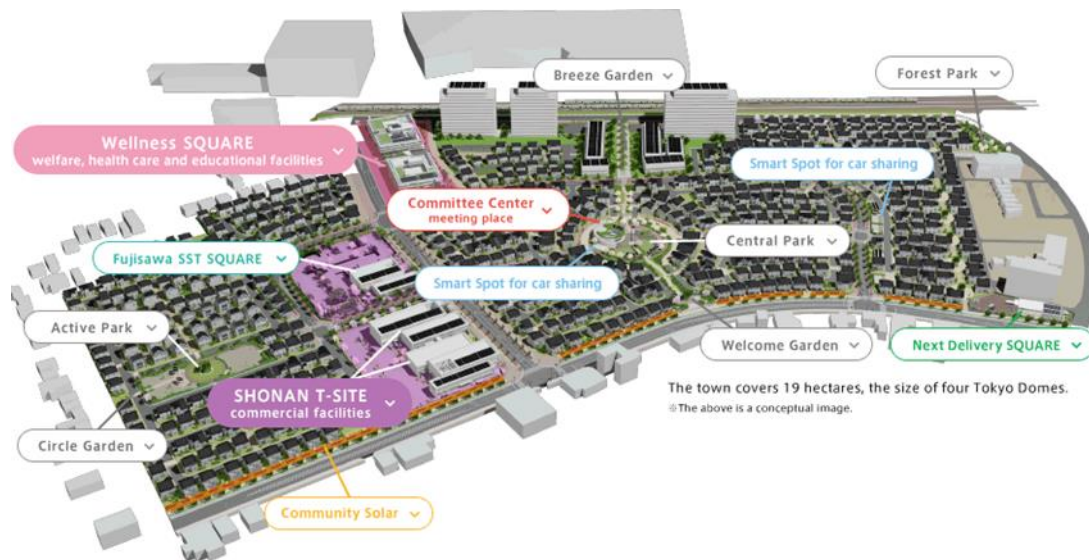 Breeze Garden
Forest Park
Wellness SQUARE
welfare, health care and educational facilities
Smart Spot for car sharing
Committee Center
meeting place
Central Park
Fujisawa SST SQUARE
Smart Spot for car sharing
Active Park
Welcome Garden
Next Delivery SQUARE
SHONAN T-SITE
commercial facilities
The town covers 19 hectares, the size of four Tokyo Domes.
※The above is a conceptual image.
Circle Garden
Community Solar